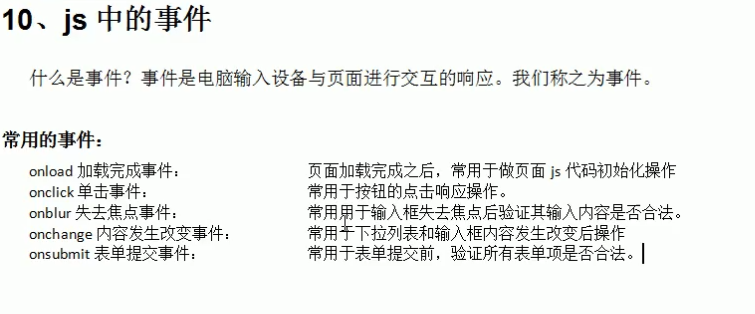 10、js 中的事件
什么是事件？事件是电脑输入设备与页面进行交互的响应。我们称之为事件。
常用的事件：
onload 加载完成事件： 页面加载完成之后，常用于做页面 js 代码初始化操作
onclick 单击事件： 常用于按钮的点击响应操作。
onblur 失去焦点事件： 常用用于输入框失去焦点后验证其输入内容是否合法。
onchange 内容发生改变事件： 常用于下拉列表和输入框内容发生改变后操作
onsubmit 表单提交事件： 常用于表单提交前，验证所有表单项是否合法。